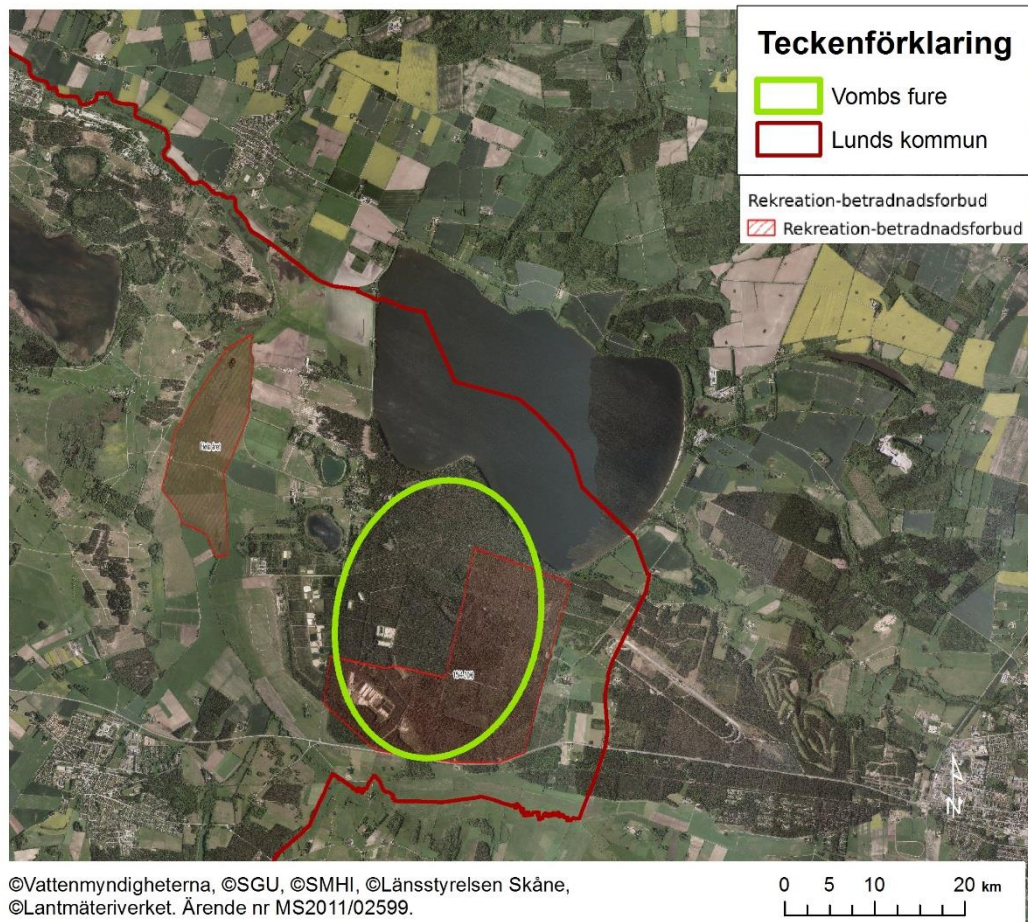 Teckenförklaring
Vombs fure
Lunds kommun
Rekreation-betradnadsforbud
Rekreation-betradnadsforbud
N
©Vattenmyndigheterna, ©SGU, ©SMHI, ©Länsstyrelsen Skåne,
©Lantmäteriverket. Ärende nr MS2011/02599.
0 5 10 20 km